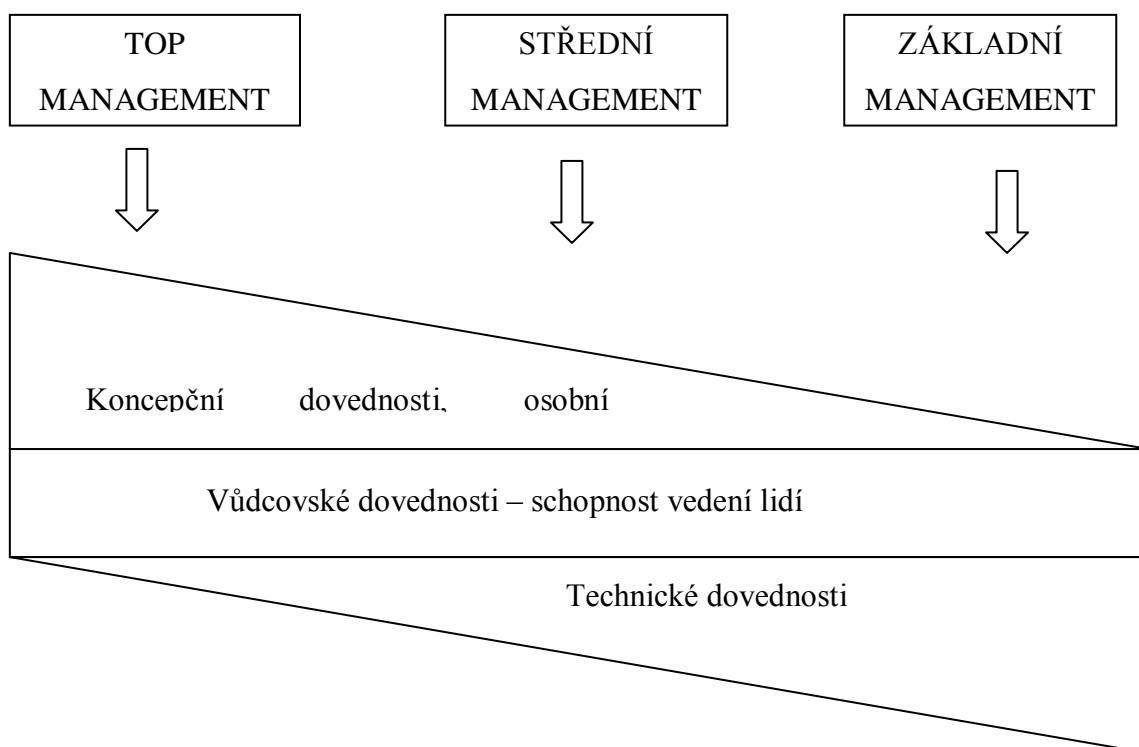 TOP
MANAGEMENT
STŘEDNÍ
MANAGEMENT
ZÁKLADNÍ
MANAGEMENT
Koncepční dovednosti, osobní
Vůdcovské dovednosti – schopnost vedení lidí
Technické dovednosti